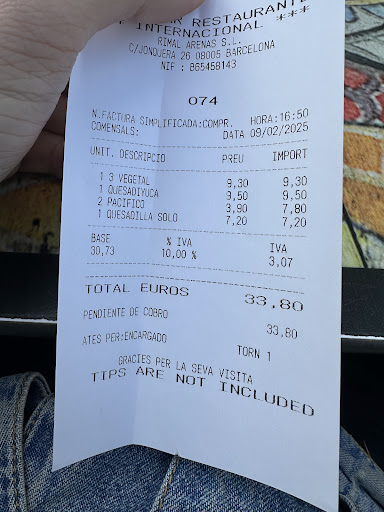 RESTAURANTE
INTERNACIONAL ***
RIMAL ARENAS S.L.
C/JONQUERA 26 08005 BARCELONA
NIF : B65458143
074
N.FACTURA SIMPLIFICADA:COMPR. HORA:16:50
COMENSALS: DATA 09/02/2025
UNIT. DESCRIPCIO PREU IMPORT
1 3 VEGETAL 9,30 9,30
1 QUESADIYUCA 9,50 9,50
2 PACIFICO 3,90 7,80
1 QUESADILLA SOLO 7,20 7,20
BASE % IVA IVA
30,73 10,00 % 3,07
TOTAL EUROS 33,80
PENDIENTE DE COBRO 33,80
ATES PER:ENCARGADO TORN 1
GRACIES PER LA SEVA VISITA
TIPS ARE NOT INCLUDED